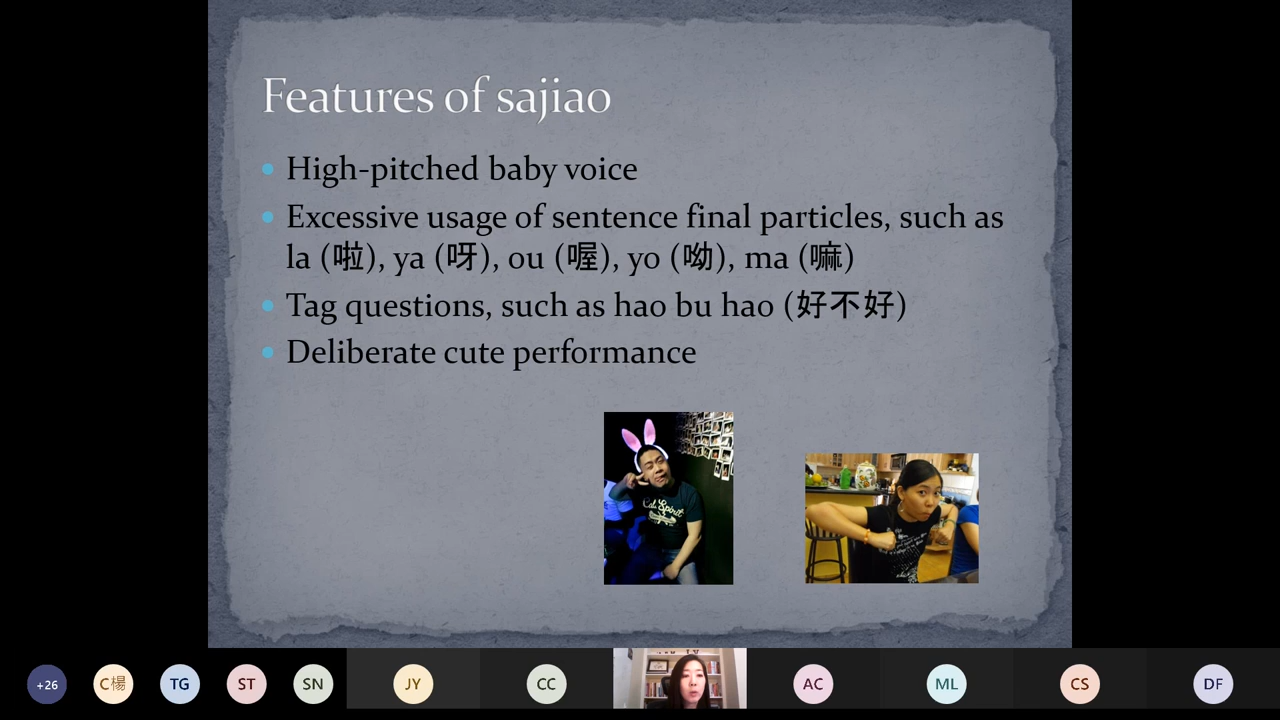 Features of sajiao
High-pitched baby voice
Excessive usage of sentence final particles, such as
la (啦), ya (呀), ou (喔), yo (呦), ma (嘛)
Tag questions, such as hao bu hao (好不好)
Deliberate cute performance
Cal Spirit
+26 C楊 TG ST SN JY CC AC ML CS DF